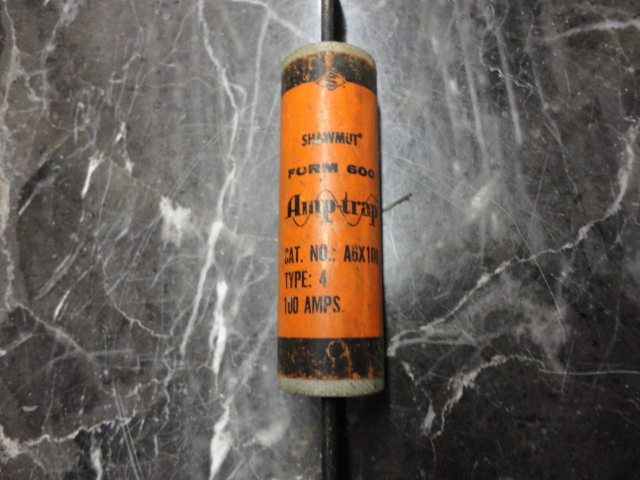 S
SHAWMUT®
FORM 600
Amp-trap
CAT. NO.: A6X100
TYPE: 4
100 AMPS